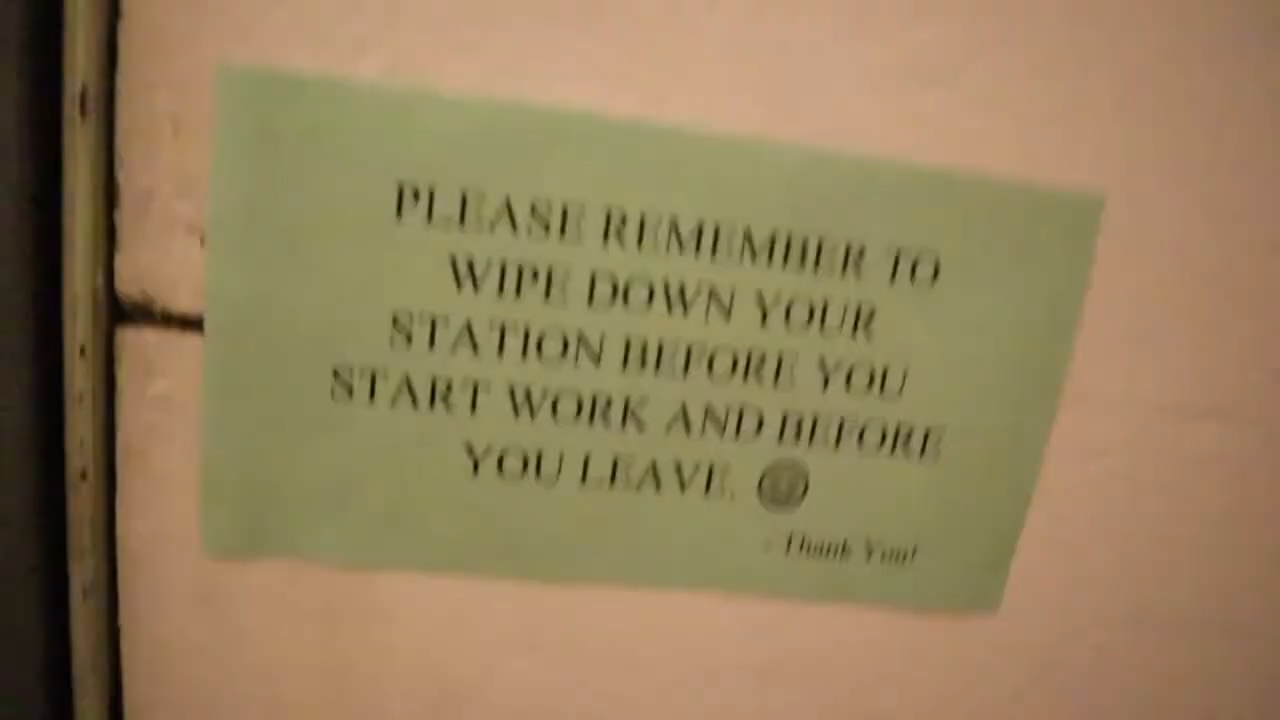 PLEASE REMEMBER TO
WIPE DOWN YOUR
STATION BEFORE YOU
START WORK AND BEFORE
YOU LEAVE.
- Thank You!